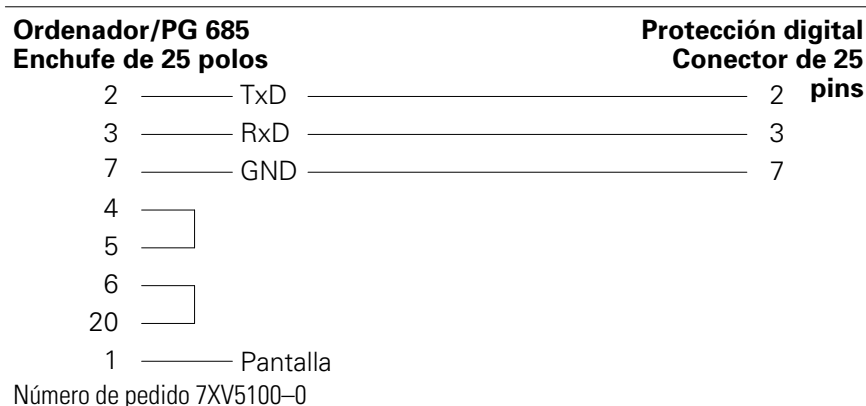 Ordenador/PG 685 Protección digital
Enchufe de 25 polos Conector de 25 pins
2 TxD 2
3 RxD 3
7 GND 7
4
5
6
20
1 Pantalla
Número de pedido 7XV5100–0